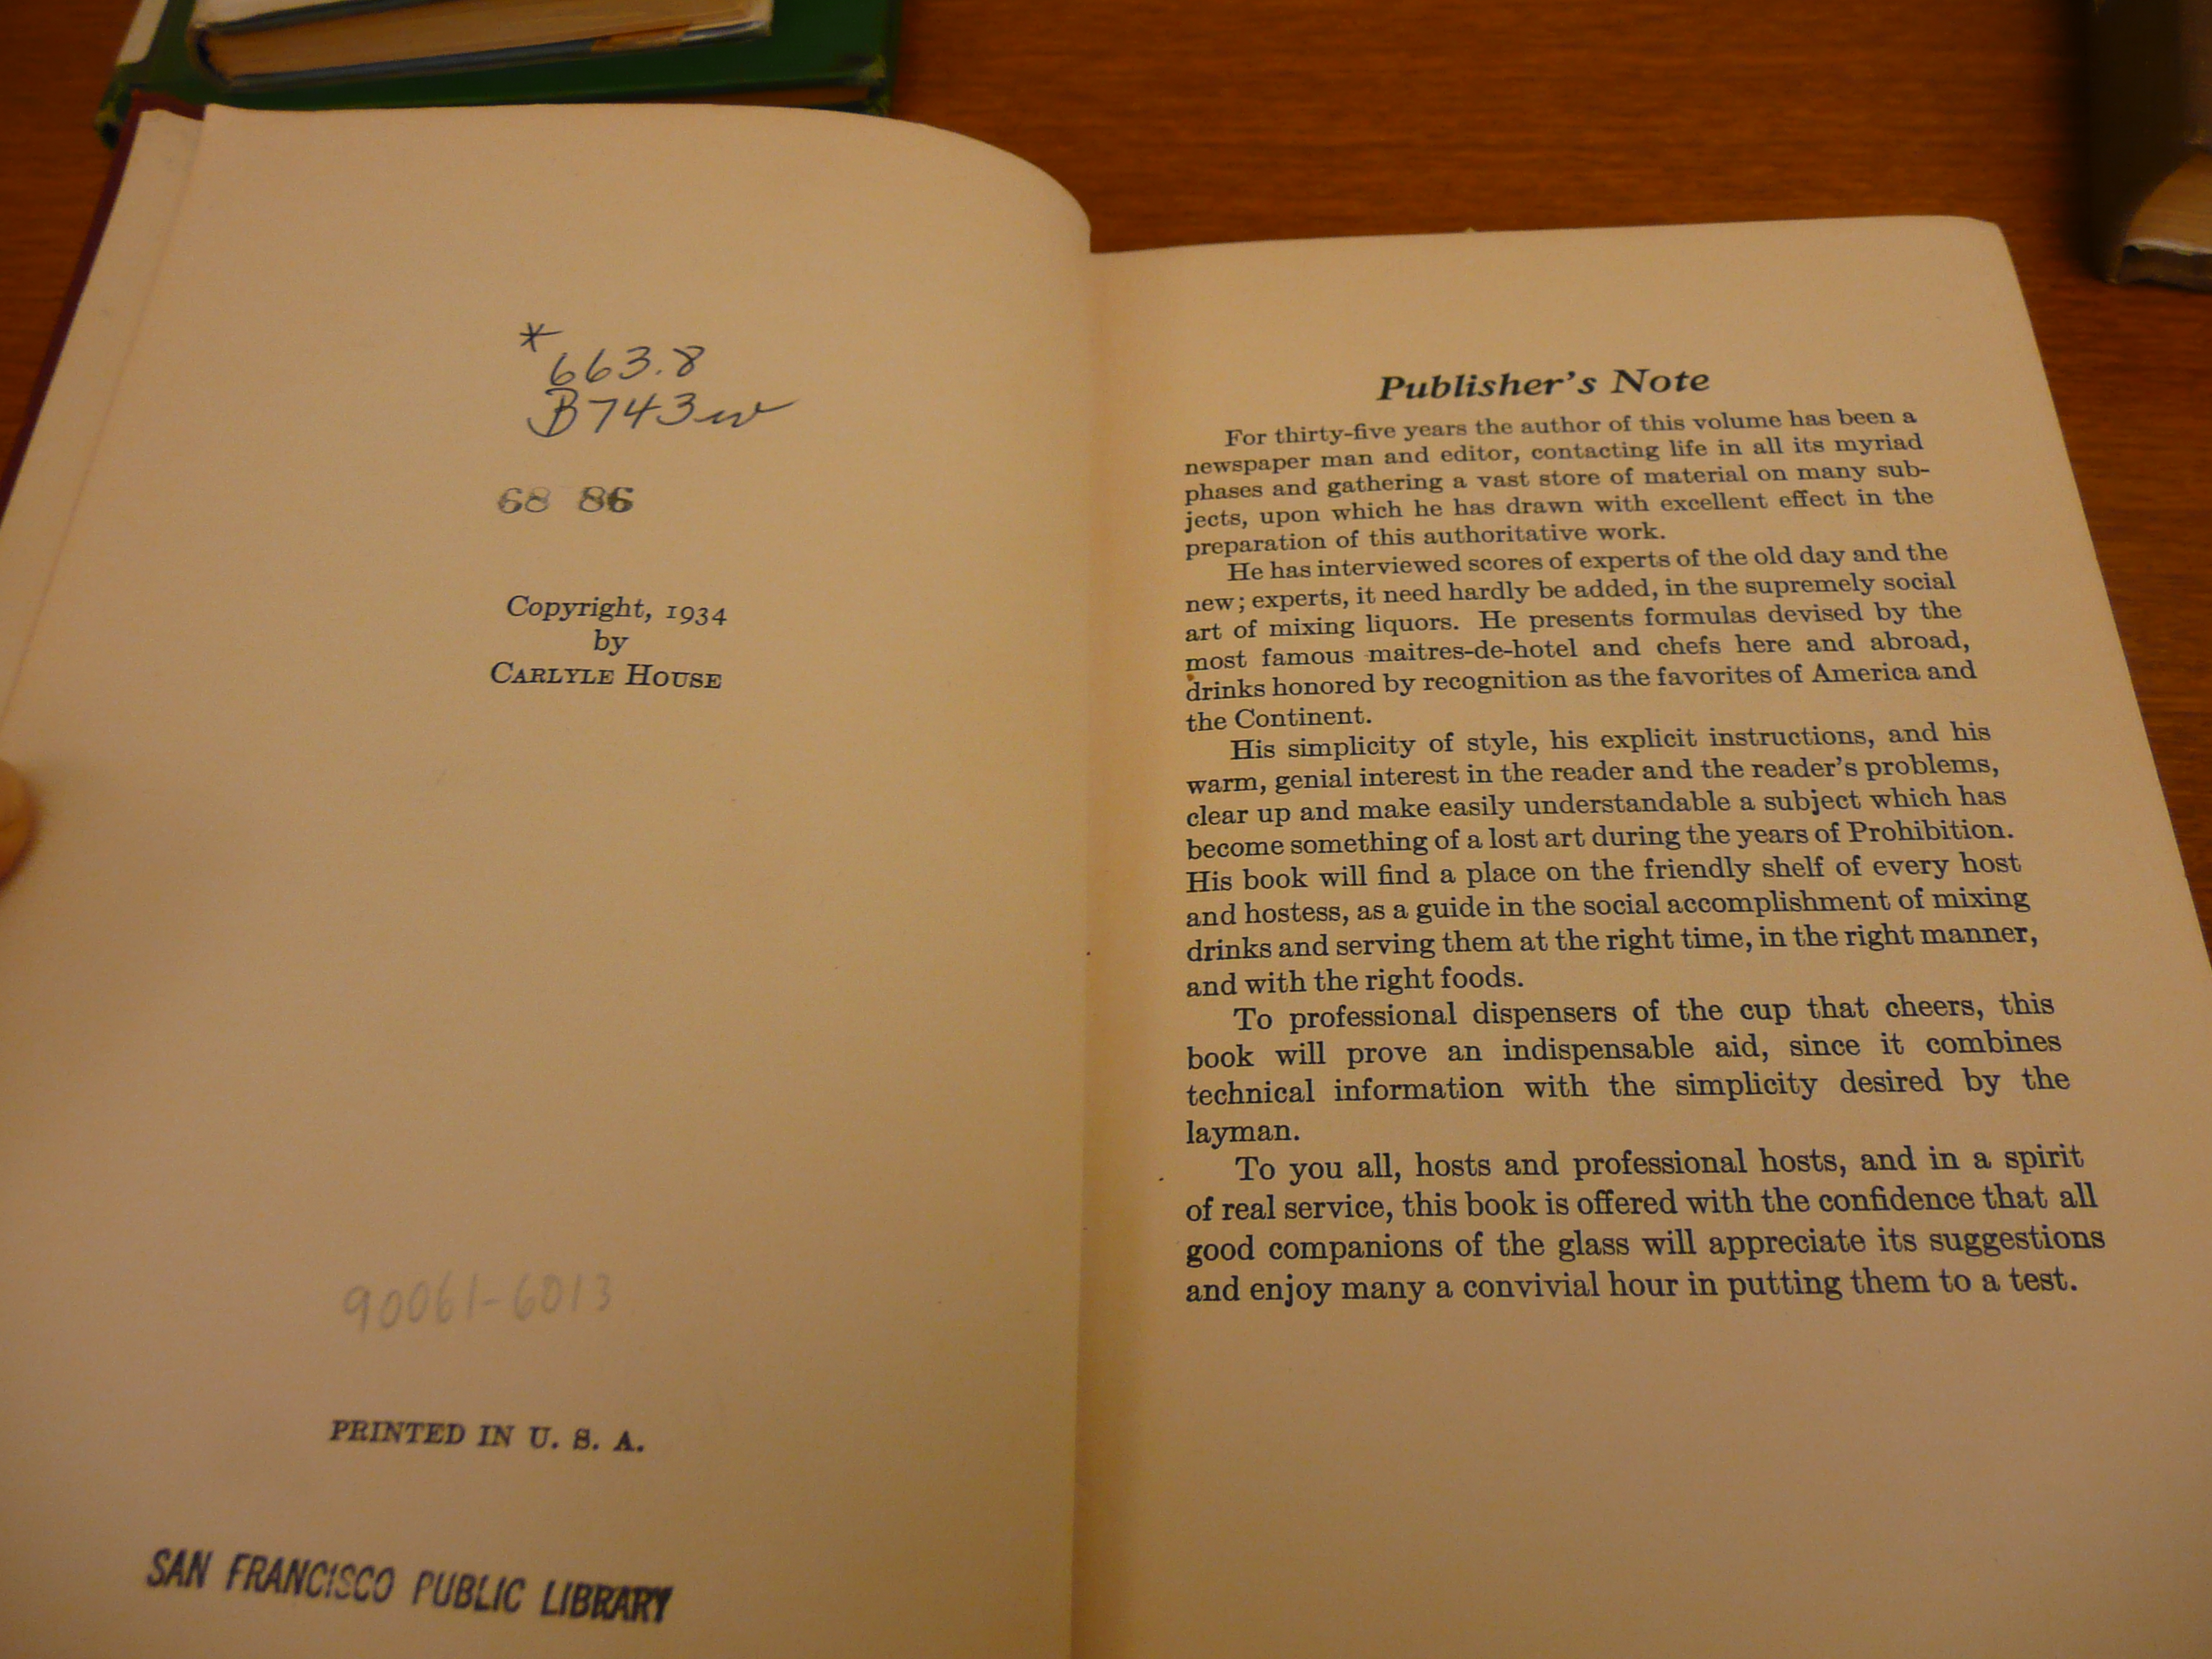 *
663.8
B743w
68 86
Copyright, 1934
by
CARLYLE HOUSE
90061-6013
PRINTED IN U. S. A.
SAN FRANCISCO PUBLIC LIBRARY
Publisher's Note
For thirty-five years the author of this volume has been a
newspaper man and editor, contacting life in all its myriad
phases and gathering a vast store of material on many sub-
jects, upon which he has drawn with excellent effect in the
preparation of this authoritative work.
He has interviewed scores of experts of the old day and the
new; experts, it need hardly be added, in the supremely social
art of mixing liquors. He presents formulas devised by the
most famous maitres-de-hotel and chefs here and abroad,
drinks honored by recognition as the favorites of America and
the Continent.
His simplicity of style, his explicit instructions, and his
warm, genial interest in the reader and the reader's problems,
clear up and make easily understandable a subject which has
become something of a lost art during the years of Prohibition.
His book will find a place on the friendly shelf of every host
and hostess, as a guide in the social accomplishment of mixing
drinks and serving them at the right time, in the right manner,
and with the right foods.
To professional dispensers of the cup that cheers, this
book will prove an indispensable aid, since it combines
technical information with the simplicity desired by the
layman.
To you all, hosts and professional hosts, and in a spirit
of real service, this book is offered with the confidence that all
good companions of the glass will appreciate its suggestions
and enjoy many a convivial hour in putting them to a test.